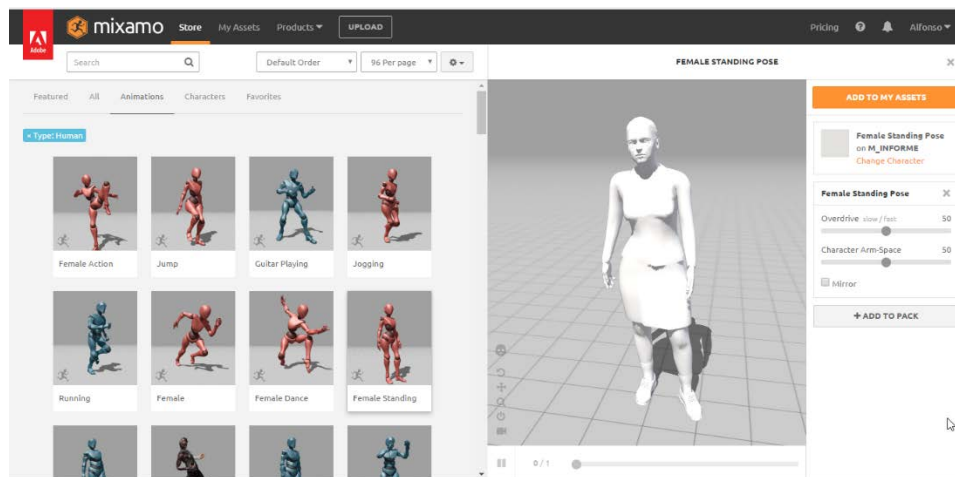 Adobe
mixamo Store My Assets Products UPLOAD Pricing Alfonso
Search Default Order 96 Per page FEMALE STANDING POSE
Featured All Animations Characters Favorites
× Type: Human
ADD TO MY ASSETS
Female Standing Pose
on M_INFORME
Change Character
Female Standing Pose
Overdrive slow / fast 50
Character Arm-Space 50
Mirror
+ ADD TO PACK
Female Action Jump Guitar Playing Jogging
Running Female Female Dance Female Standing
0 / 1